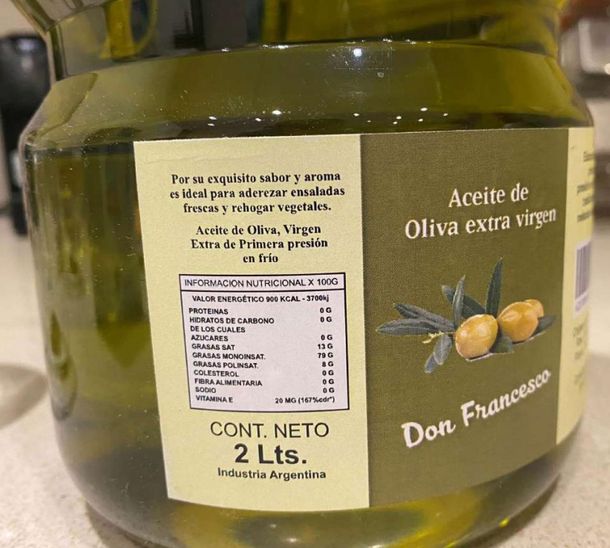 Por su exquisito sabor y aroma
es ideal para aderezar ensaladas
frescas y rehogar vegetales.
Aceite de Oliva, Virgen
Extra de Primera presión
en frío
INFORMACION NUTRICIONAL X 100G
VALOR ENERGÉTICO 900 KCAL - 3700kj
PROTEINAS 0 G
HIDRATOS DE CARBONO 0 G
DE LOS CUALES
AZUCARES 0 G
GRASAS SAT 13 G
GRASAS MONOINSAT. 79 G
GRASAS POLINSAT. 8 G
COLESTEROL 0 G
FIBRA ALIMENTARIA 0 G
SODIO 0 G
VITAMINA E 20 MG (167%cdr*)
CONT. NETO
2 Lts.
Industria Argentina
Aceite de
Oliva extra virgen
Don Francesco